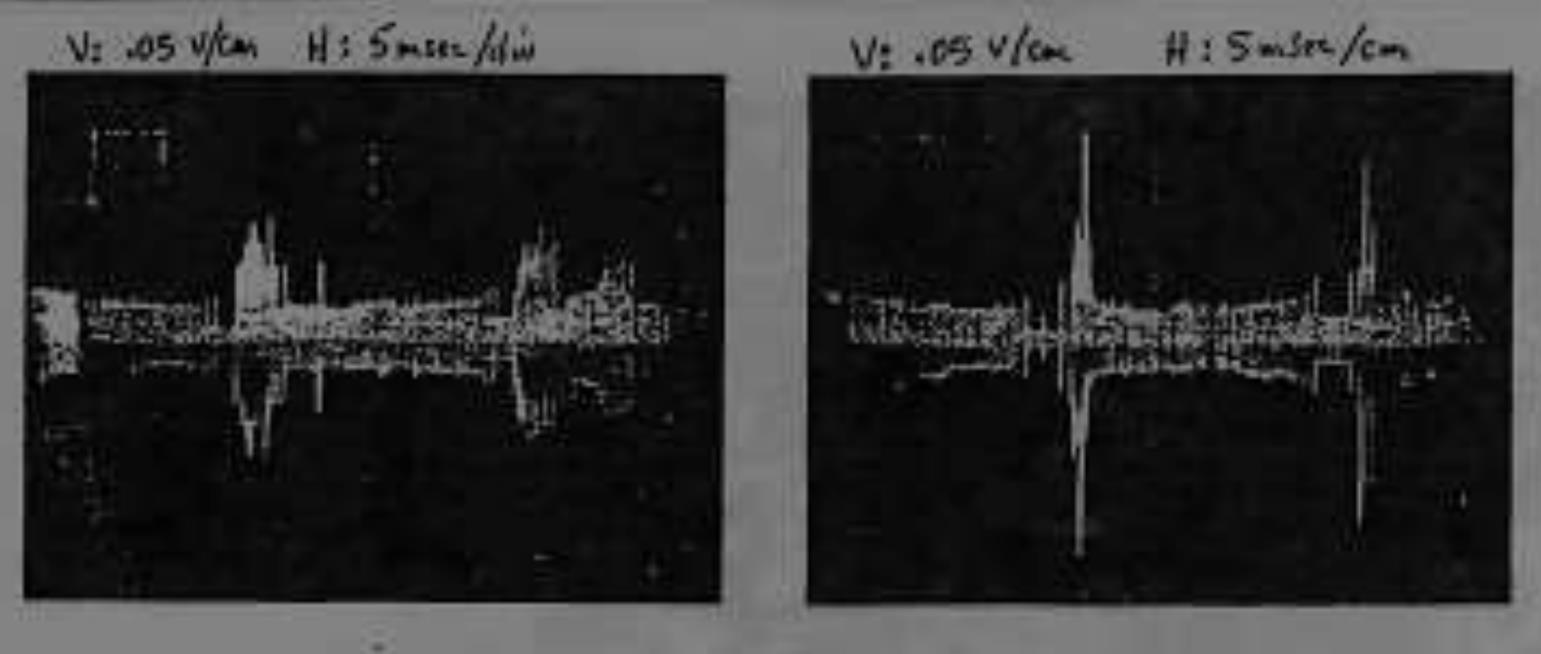 V: .05 V/cm H: 5 msec/div
V: .05 V/cm H: 5 msec/cm